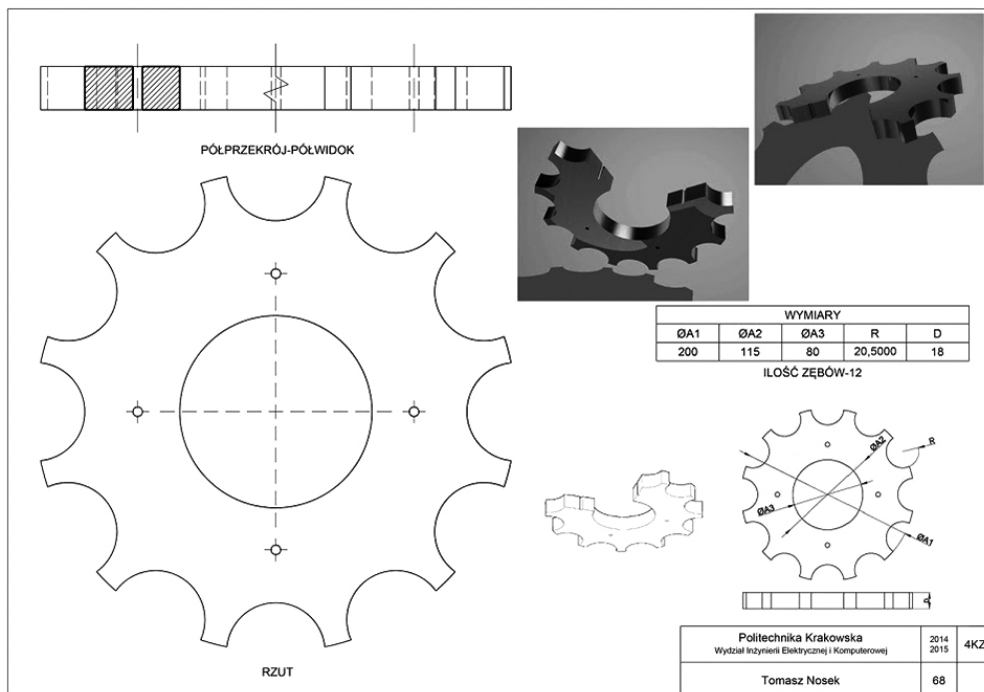 PÓŁPRZEKRÓJ-PÓŁWIDOK
RZUT
WYMIARY
ØA1 ØA2 ØA3 R D
200 115 80 20,5000 18
ILOŚĆ ZĘBÓW-12
ØA2
R
ØA3
ØA1
D
Politechnika Krakowska
Wydział Inżynierii Elektrycznej i Komputerowej
2014
2015
4KZ
Tomasz Nosek
68